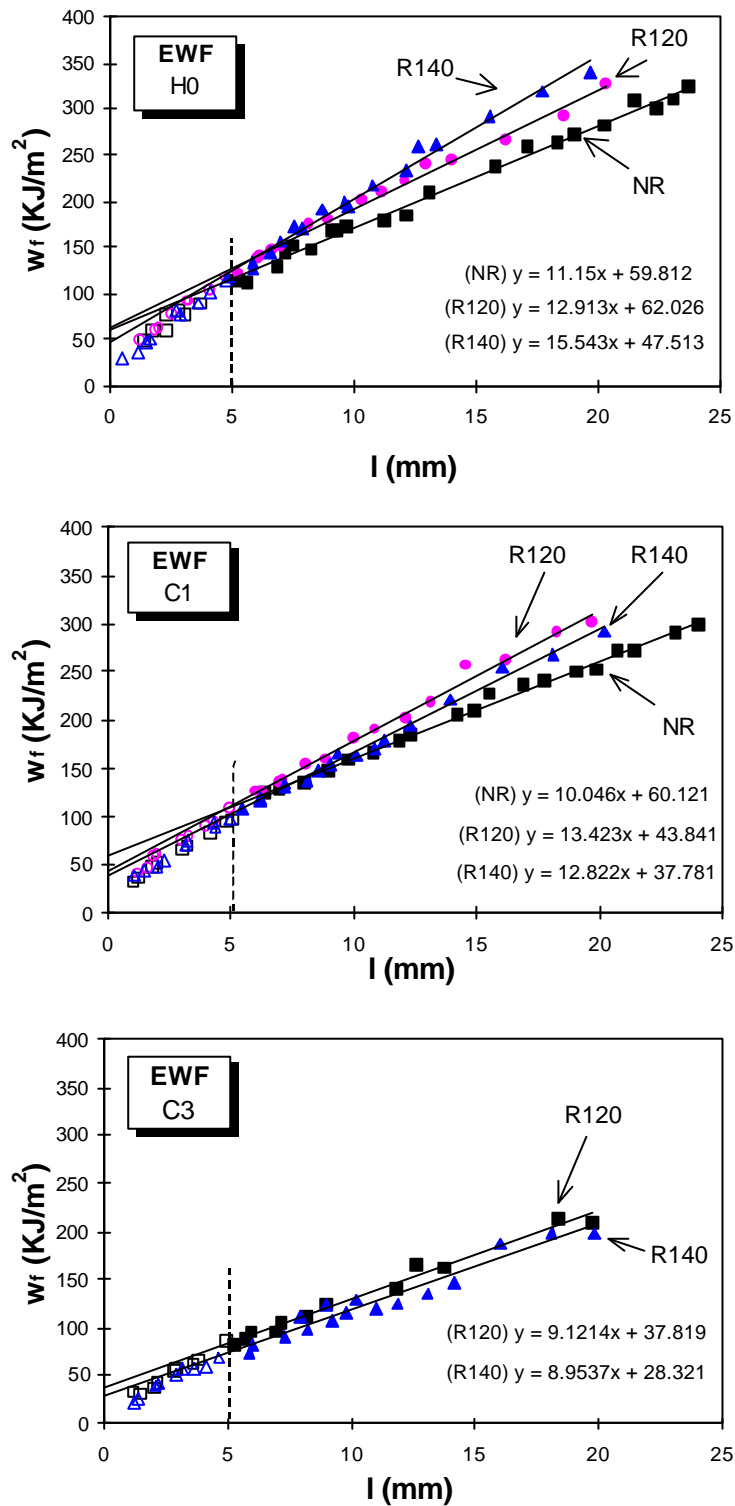 400
350
300
250
200
150
100
50
0
wf (KJ/m²)
EWF
H0
R140
R120
NR
(NR) y = 11.15x + 59.812
(R120) y = 12.913x + 62.026
(R140) y = 15.543x + 47.513
0 5 10 15 20 25
l (mm)
400
350
300
250
200
150
100
50
0
wf (KJ/m²)
EWF
C1
R120
R140
NR
(NR) y = 10.046x + 60.121
(R120) y = 13.423x + 43.841
(R140) y = 12.822x + 37.781
0 5 10 15 20 25
l (mm)
400
350
300
250
200
150
100
50
0
wf (KJ/m²)
EWF
C3
R120
R140
(R120) y = 9.1214x + 37.819
(R140) y = 8.9537x + 28.321
0 5 10 15 20 25
l (mm)